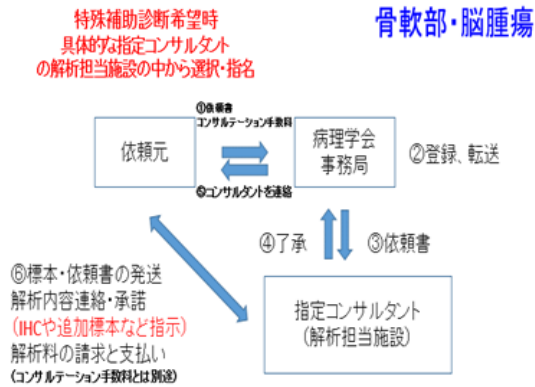 特殊補助診断希望時
具体的な指定コンサルタント
の解析担当施設の中から選択・指名
骨軟部・脳腫瘍
①依頼書
コンサルテーション手数料
依頼元
病理学会
事務局
②登録、転送
⑤コンサルタントを連絡
④了承
③依頼書
⑥標本・依頼書の発送
解析内容連絡・承諾
(IHCや追加標本など指示)
解析料の請求と支払い
(コンサルテーション手数料とは別途)
指定コンサルタント
(解析担当施設)